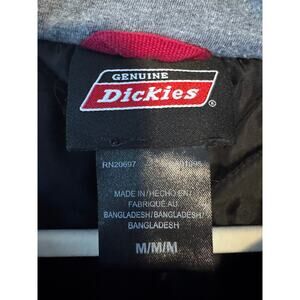 GENUINE
Dickies
®
RN20697
MADE IN/HECHO EN/
FABRIQUÉ AU
BANGLADESH/BANGLADESH/
BANGLADESH
M/M/M